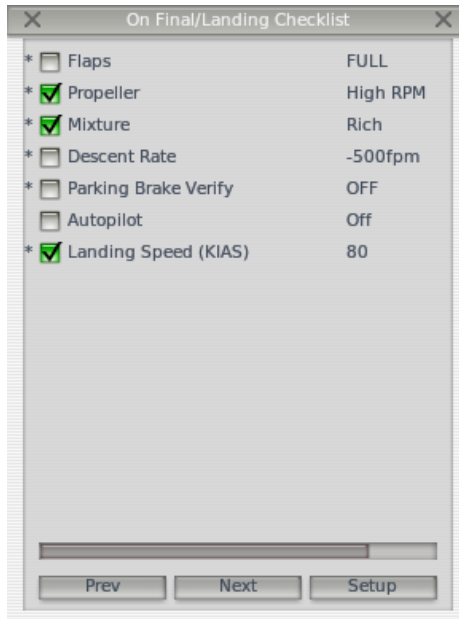 On Final/Landing Checklist
* Flaps FULL
* Propeller High RPM
* Mixture Rich
* Descent Rate -500fpm
* Parking Brake Verify OFF
Autopilot Off
* Landing Speed (KIAS) 80
Prev Next Setup